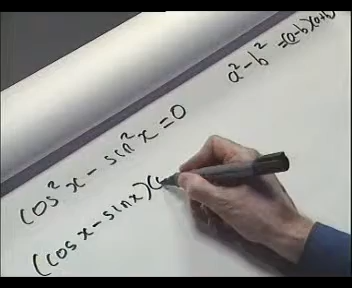 a² - b² = (a-b)(a+b)
cos²x - sin²x = 0
(cos x - sin x)(